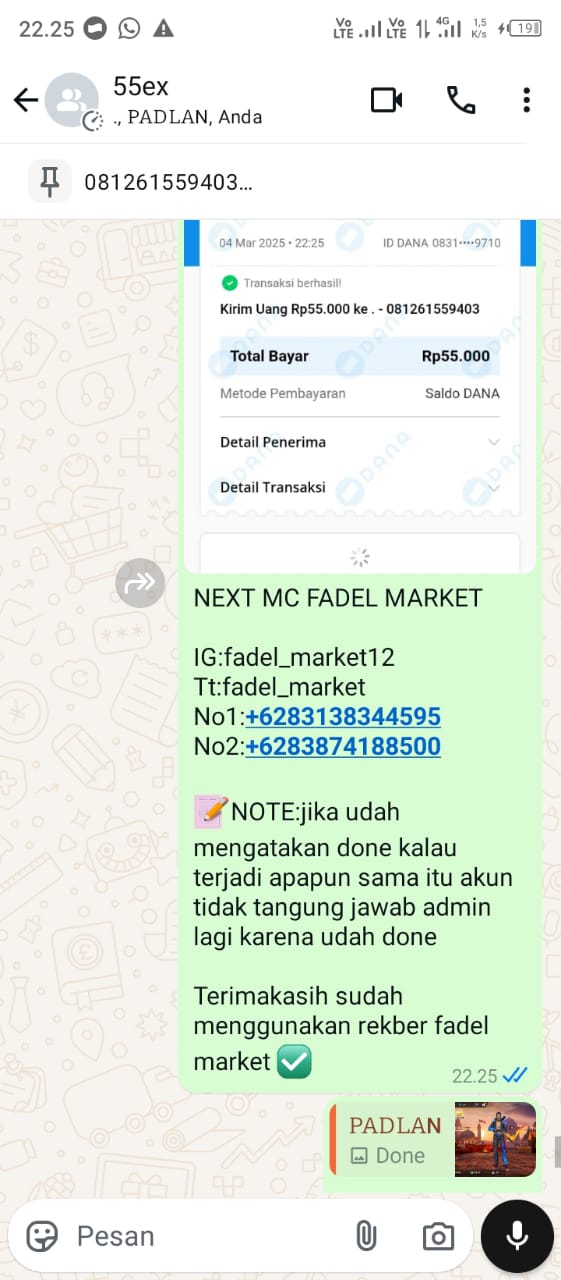 22.25
Vo LTE Vo LTE 4G 1,5 K/s 19
55ex
., PADLAN, Anda
081261559403...
04 Mar 2025 • 22:25 ID DANA 0831••••9710
Transaksi berhasil!
Kirim Uang Rp55.000 ke . - 081261559403
Total Bayar Rp55.000
Metode Pembayaran Saldo DANA
Detail Penerima
Detail Transaksi
DANA
NEXT MC FADEL MARKET
IG:fadel_market12
Tt:fadel_market
No1:+6283138344595
No2:+6283874188500
📝NOTE:jika udah
mengatakan done kalau
terjadi apapun sama itu akun
tidak tangung jawab admin
lagi karena udah done
Terimakasih sudah
menggunakan rekber fadel
market ✅
22.25
PADLAN
Done
Pesan